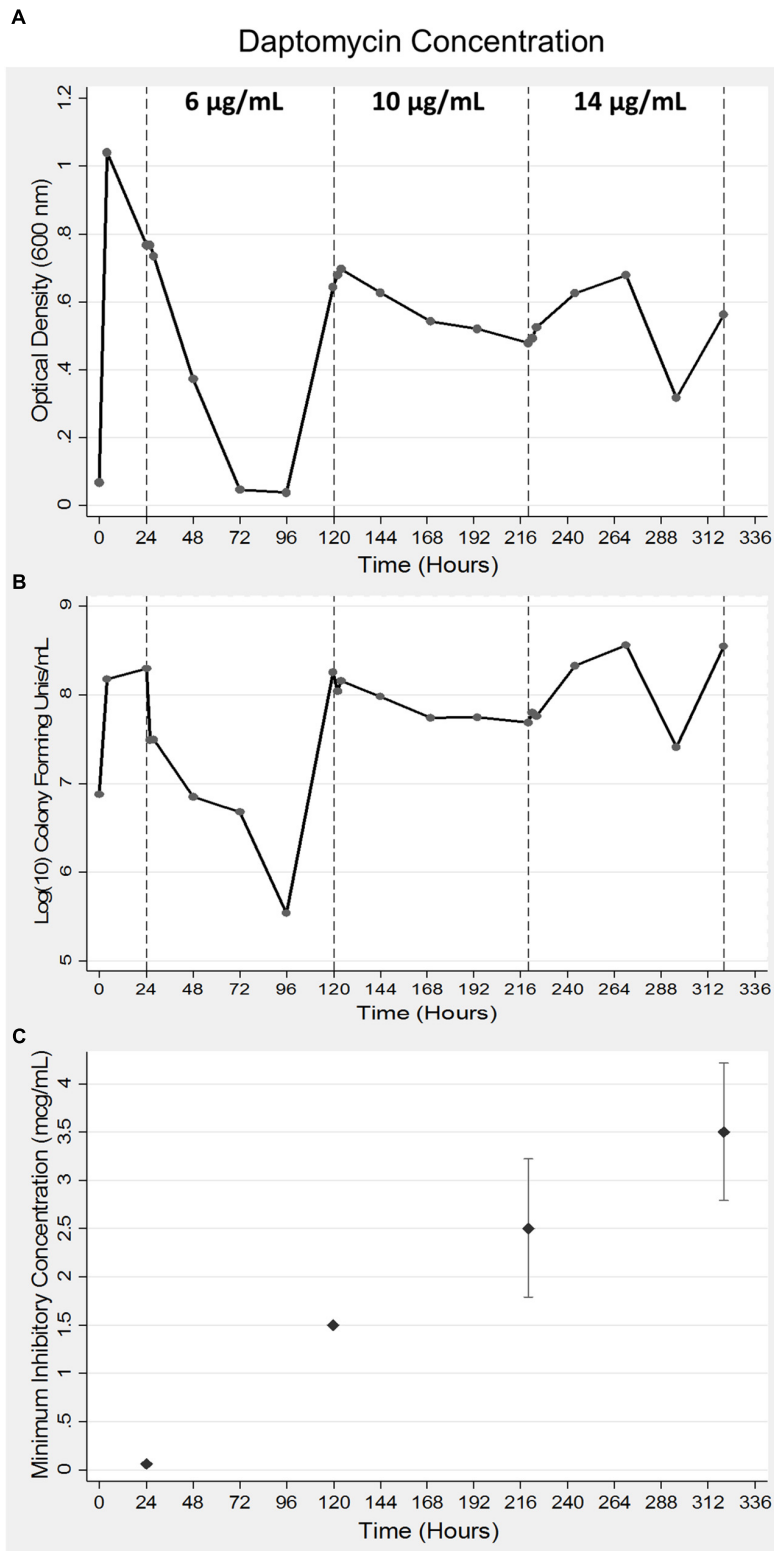 A
Daptomycin Concentration
6 µg/mL 10 µg/mL 14 µg/mL
Optical Density (600 nm)
1.2
1
.8
.6
.4
.2
0
0 24 48 72 96 120 144 168 192 216 240 264 288 312 336
Time (Hours)
B
Log(10) Colony Forming Unis/mL
9
8
7
6
5
0 24 48 72 96 120 144 168 192 216 240 264 288 312 336
Time (Hours)
C
Minimum Inhibitory Concentration (mcg/mL)
4
3.5
3
2.5
2
1.5
1
.5
0
0 24 48 72 96 120 144 168 192 216 240 264 288 312 336
Time (Hours)